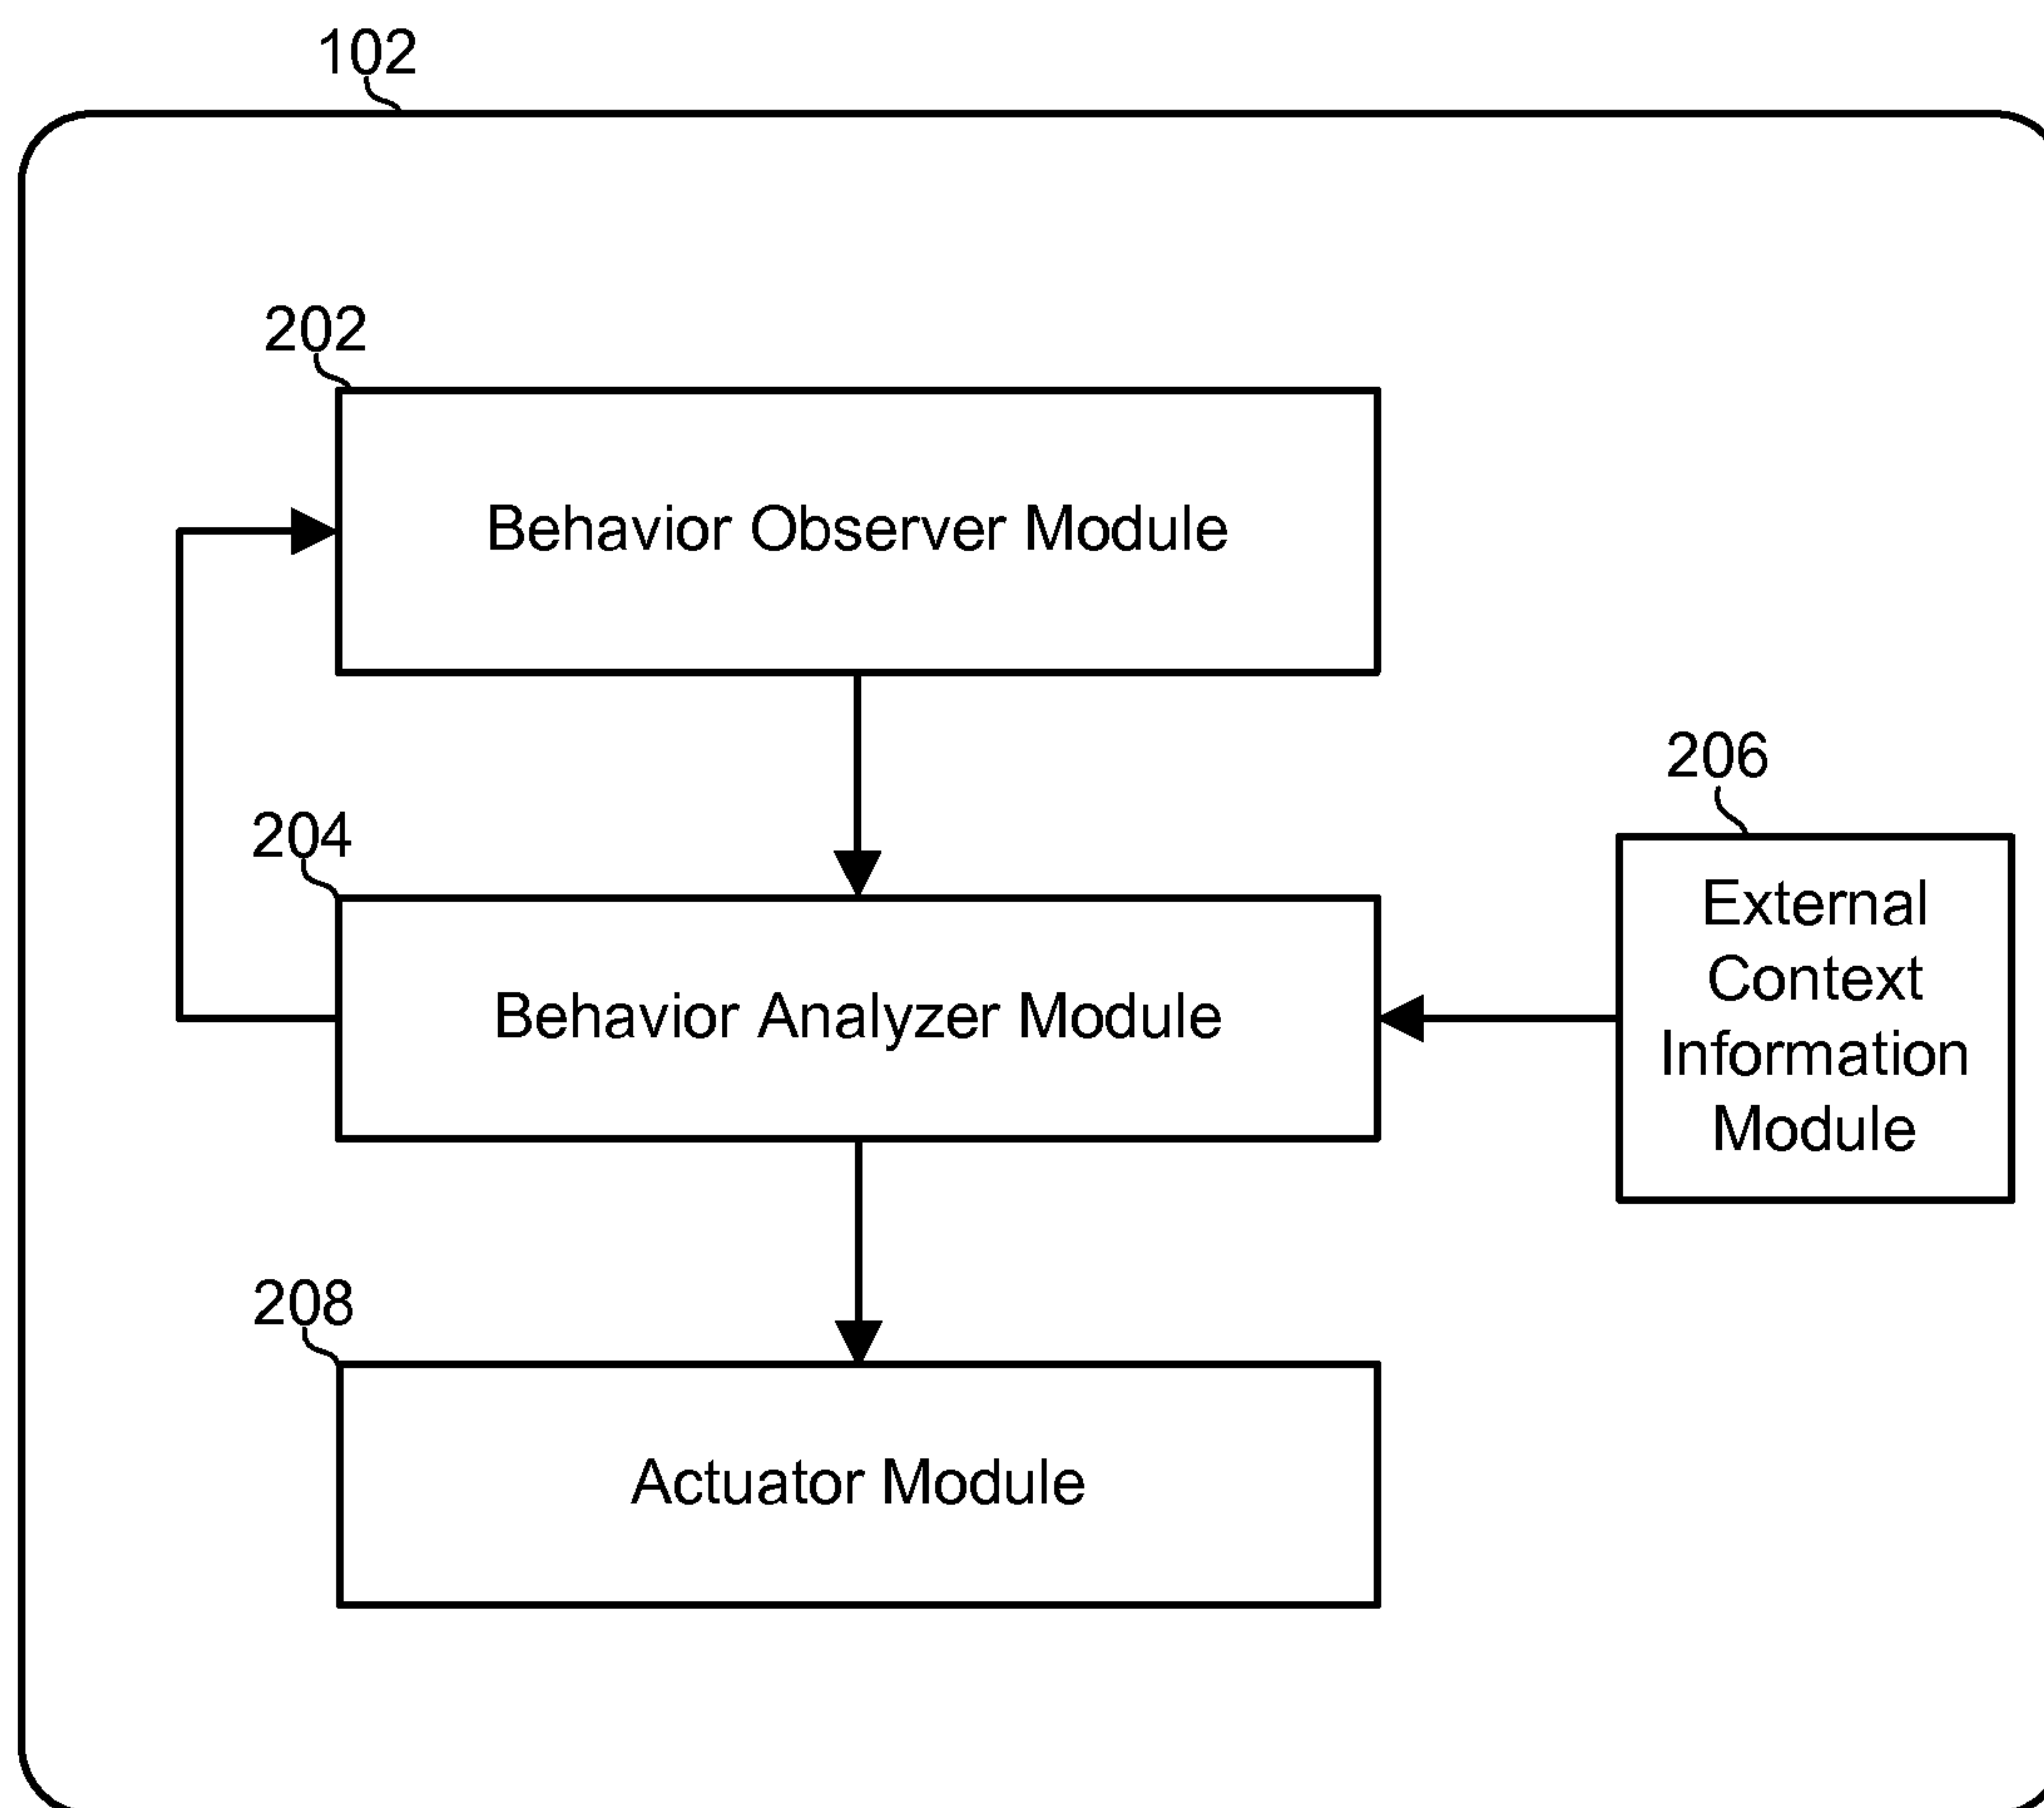 102
202
Behavior Observer Module
206
204
External
Context
Information
Module
Behavior Analyzer Module
208
Actuator Module